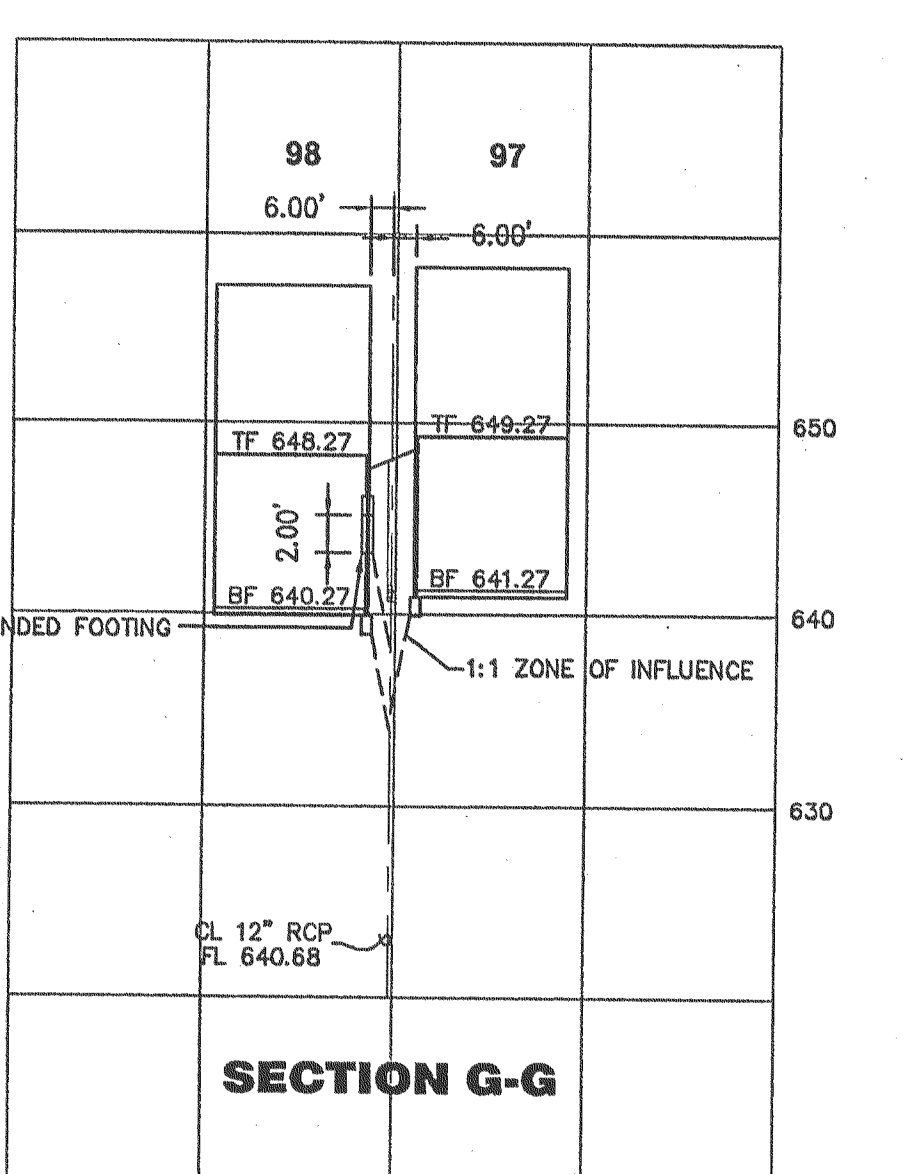 98
97
6.00'
6.00'
650
TF 648.27
TF 649.27
2.00'
BF 640.27
BF 641.27
640
NDED FOOTING
1:1 ZONE OF INFLUENCE
630
CL 12" RCP
FL 640.68
SECTION G-G